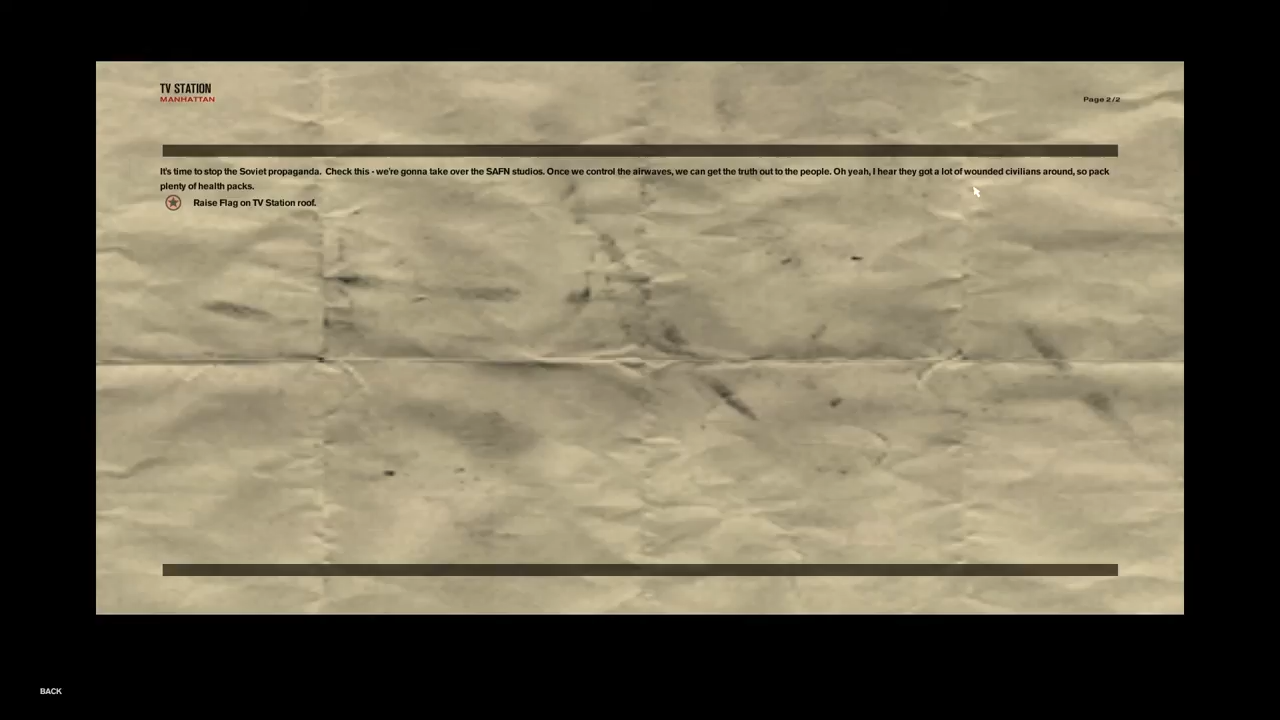 TV STATION
MANHATTAN
Page 2/2
It's time to stop the Soviet propaganda.  Check this - we're gonna take over the SAFN studios. Once we control the airwaves, we can get the truth out to the people. Oh yeah, I hear they got a lot of wounded civilians around, so pack
plenty of health packs.
Raise Flag on TV Station roof.
BACK